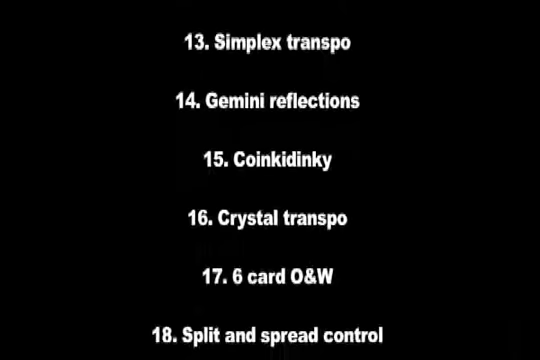 13. Simplex transpo
14. Gemini reflections
15. Coinkidinky
16. Crystal transpo
17. 6 card O&W
18. Split and spread control